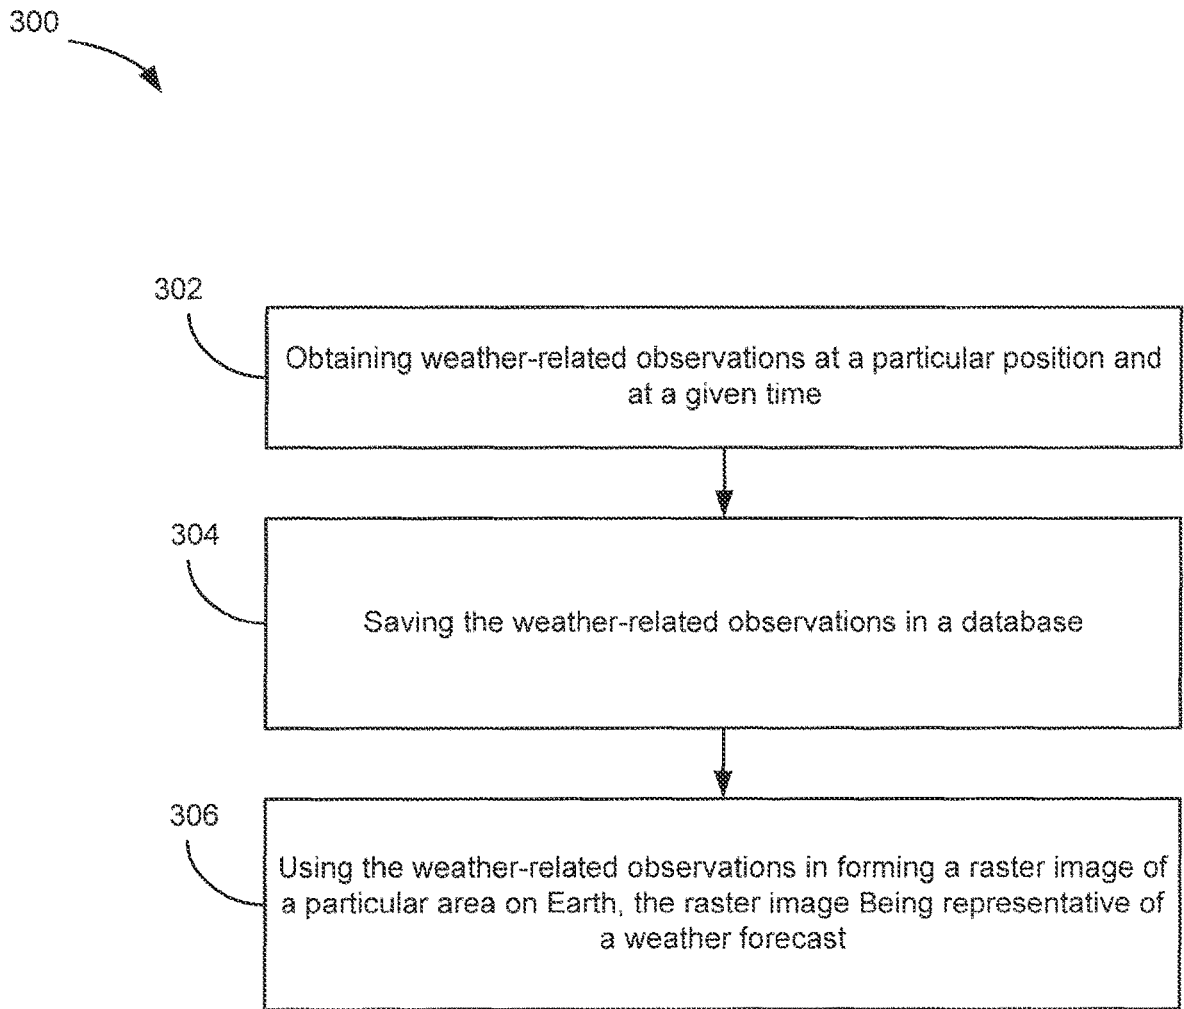 300
302
Obtaining weather-related observations at a particular position and
at a given time
304
Saving the weather-related observations in a database
306
Using the weather-related observations in forming a raster image of
a particular area on Earth, the raster image Being representative of
a weather forecast